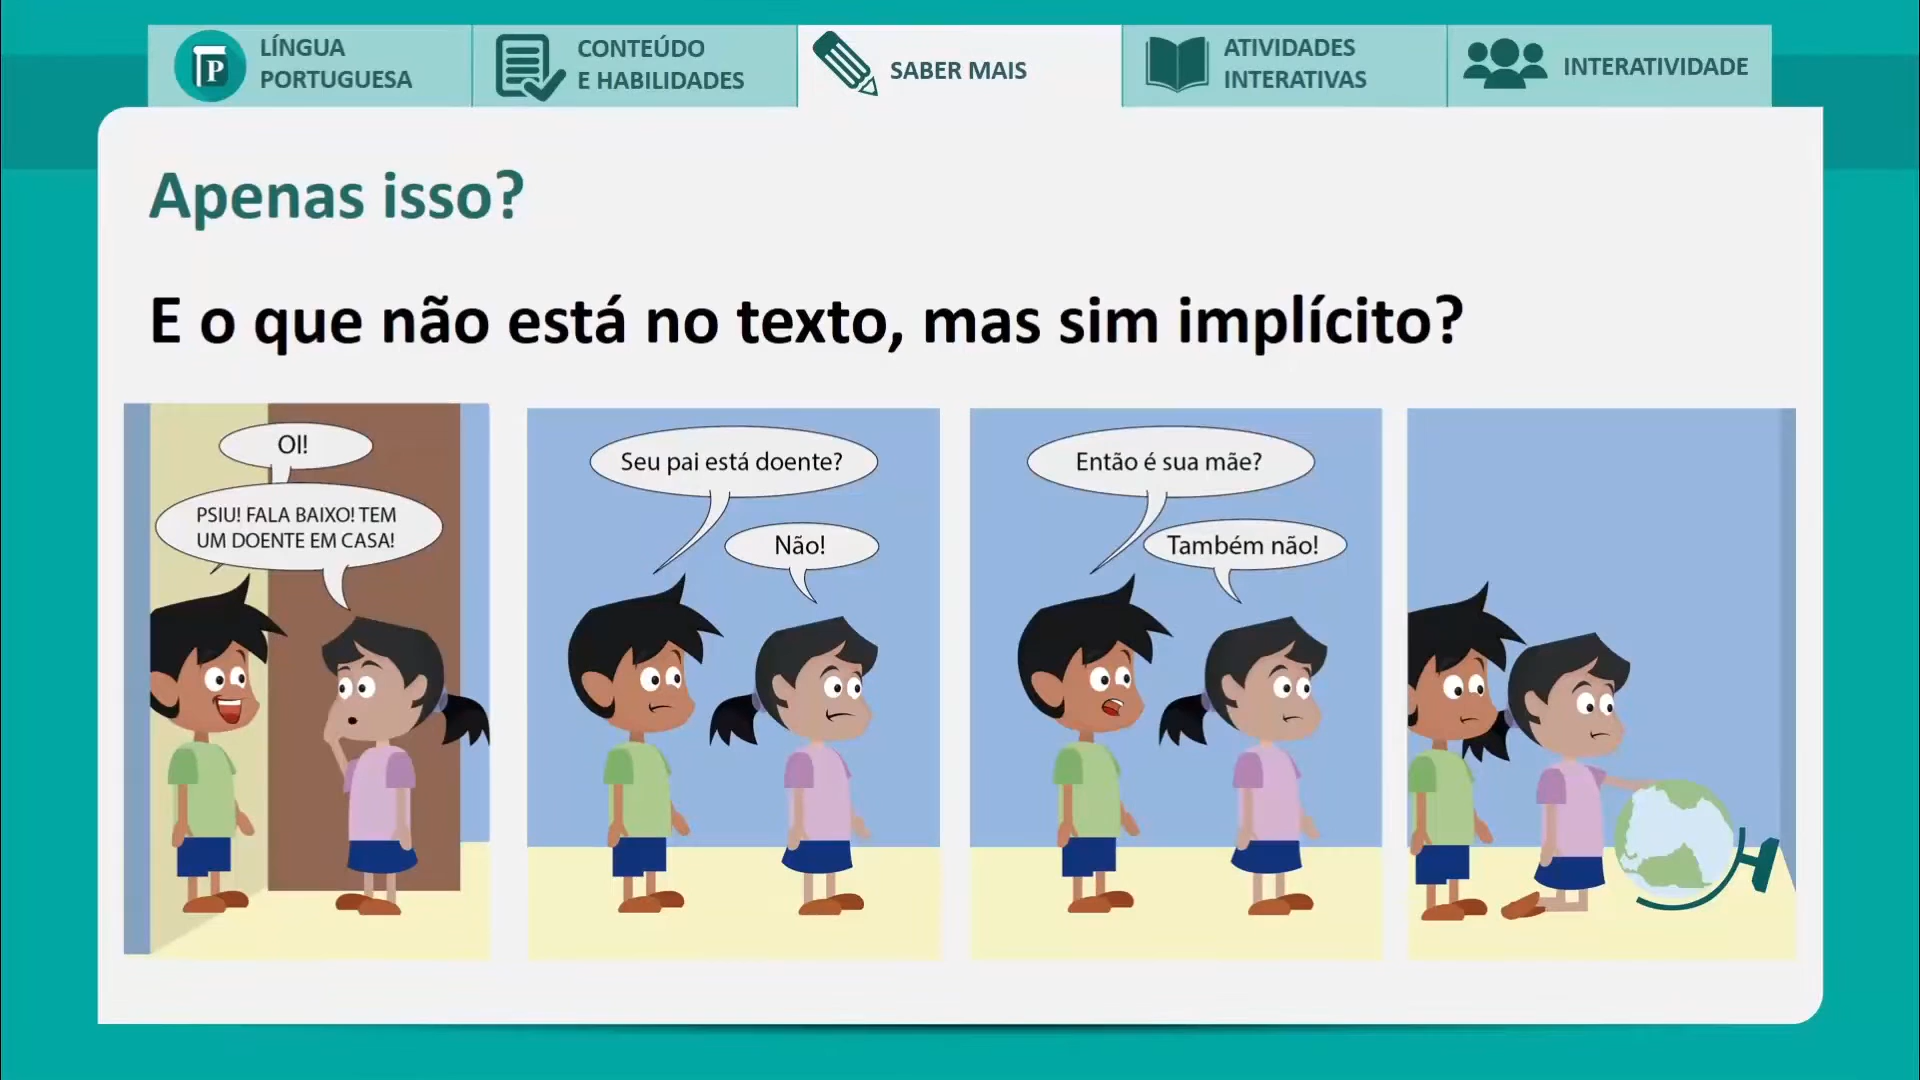 LÍNGUA
PORTUGUESA
CONTEÚDO
E HABILIDADES
SABER MAIS
ATIVIDADES
INTERATIVAS
INTERATIVIDADE
P
Apenas isso?
E o que não está no texto, mas sim implícito?
OI!
PSIU! FALA BAIXO! TEM
UM DOENTE EM CASA!
Seu pai está doente?
Não!
Então é sua mãe?
Também não!